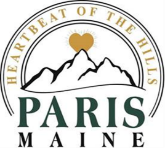 HEARTBEAT OF THE HILLS
PARIS
MAINE